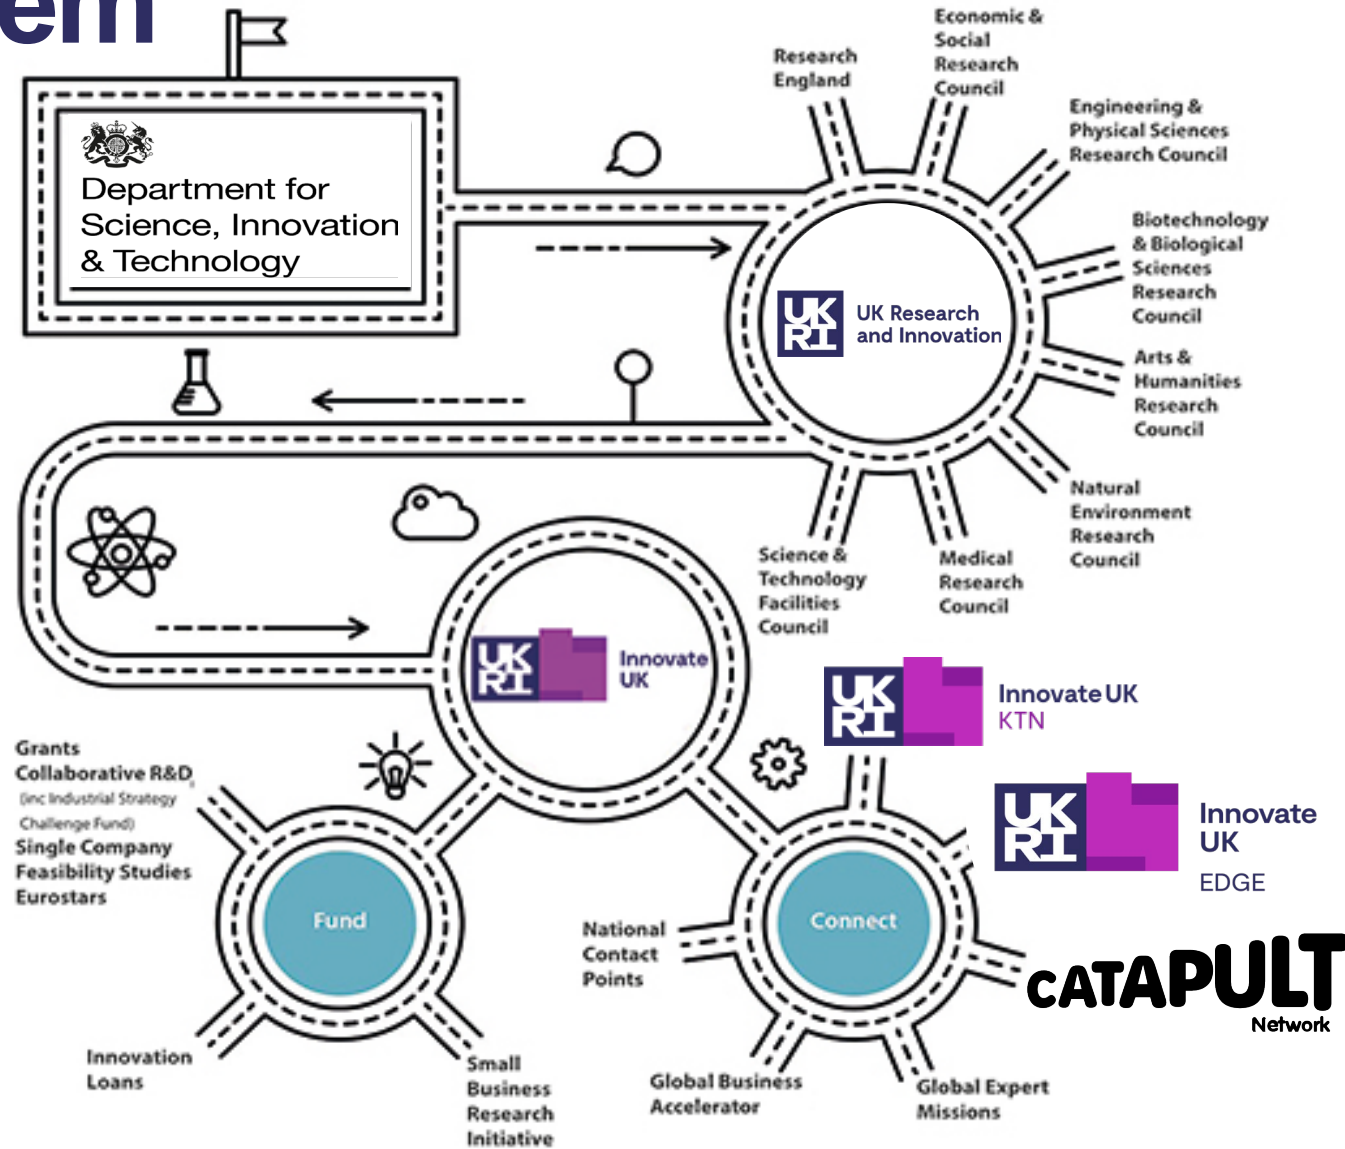 em
Department for
Science, Innovation
& Technology
Research
England
Economic &
Social
Research
Council
Engineering &
Physical Sciences
Research Council
Biotechnology
& Biological
Sciences
Research
Council
Arts &
Humanities
Research
Council
Natural
Environment
Research
Council
Medical
Research
Council
Science &
Technology
Facilities
Council
UK
RI
UK Research
and Innovation
UK
RI
Innovate
UK
UK
RI
Innovate UK
KTN
UK
RI
Innovate
UK
EDGE
CATAPULT
Network
Grants
Collaborative R&D
(inc Industrial Strategy
Challenge Fund)
Single Company
Feasibility Studies
Eurostars
Fund
Innovation
Loans
Small
Business
Research
Initiative
Connect
National
Contact
Points
Global Business
Accelerator
Global Expert
Missions